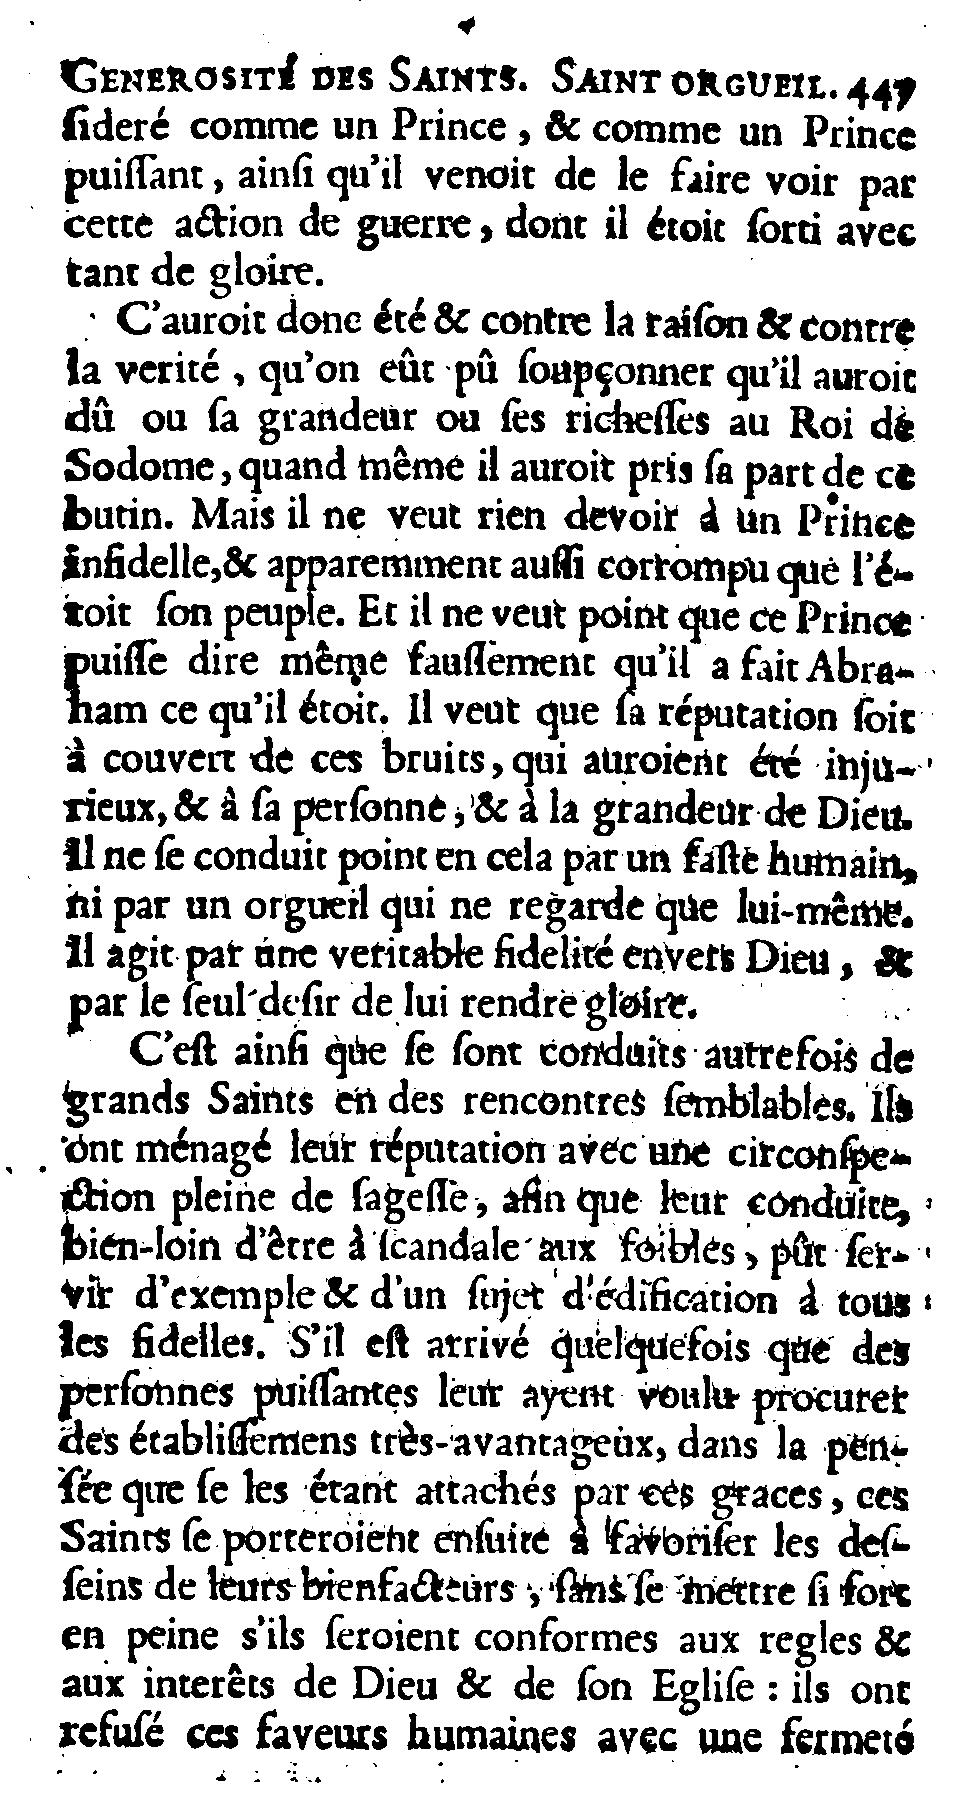 GENEROSITÉ DES SAINTS. SAINT ORGUEIL. 447
ſideré comme un Prince, & comme un Prince
puiſſant, ainſi qu'il venoit de le faire voir par
cette action de guerre, dont il étoit ſorti avec
tant de gloire.
C'auroit donc été & contre la raiſon & contre
la verité, qu'on eût pû ſoupçonner qu'il auroit
dû ou ſa grandeur ou ſes richeſſes au Roi de
Sodome, quand même il auroit pris ſa part de ce
butin. Mais il ne veut rien devoir à un Prince
infidelle, & apparemment auſſi corrompu que l'é-
toit ſon peuple. Et il ne veut point que ce Prince
puiſſe dire même fauſſement qu'il a fait Abra-
ham ce qu'il étoit. Il veut que ſa réputation ſoit
à couvert de ces bruits, qui auroient été inju-
rieux, & à ſa perſonne, & à la grandeur de Dieu.
Il ne ſe conduit point en cela par un faſte humain,
ni par un orgueil qui ne regarde que lui-même.
Il agit par une veritable fidelité envers Dieu, &
par le ſeul deſir de lui rendre gloire.
C'eſt ainſi que ſe ſont conduits autrefois de
grands Saints en des rencontres ſemblables. Ils
ont ménagé leur réputation avec une circonſpe-
ction pleine de ſageſſe, afin que leur conduite,
bien-loin d'être à ſcandale aux foibles, pût ſer-
vir d'exemple & d'un ſujet d'édification à tous
les fidelles. S'il eſt arrivé quelquefois que des
perſonnes puiſſantes leur ayent voulu procurer
des établiſſemens très-avantageux, dans la pen-
ſée que ſe les étant attachés par ces graces, ces
Saints ſe porteroient enſuite à favoriſer les deſ-
ſeins de leurs bienfacteurs, ſans ſe mettre ſi fort
en peine s'ils ſeroient conformes aux regles &
aux interêts de Dieu & de ſon Egliſe : ils ont
refuſé ces faveurs humaines avec une fermeté